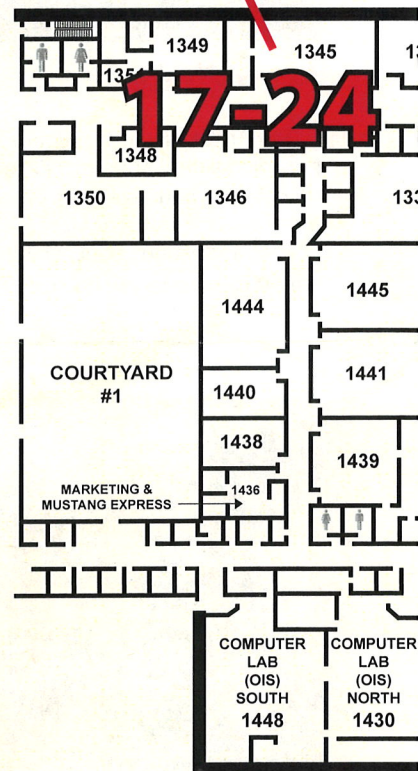 1349
1345
17-24
1348
1350
1346
1444
1445
COURTYARD
#1
1440
1441
1438
1439
MARKETING &
MUSTANG EXPRESS
1436
COMPUTER
LAB
(OIS)
SOUTH
1448
COMPUTER
LAB
(OIS)
NORTH
1430